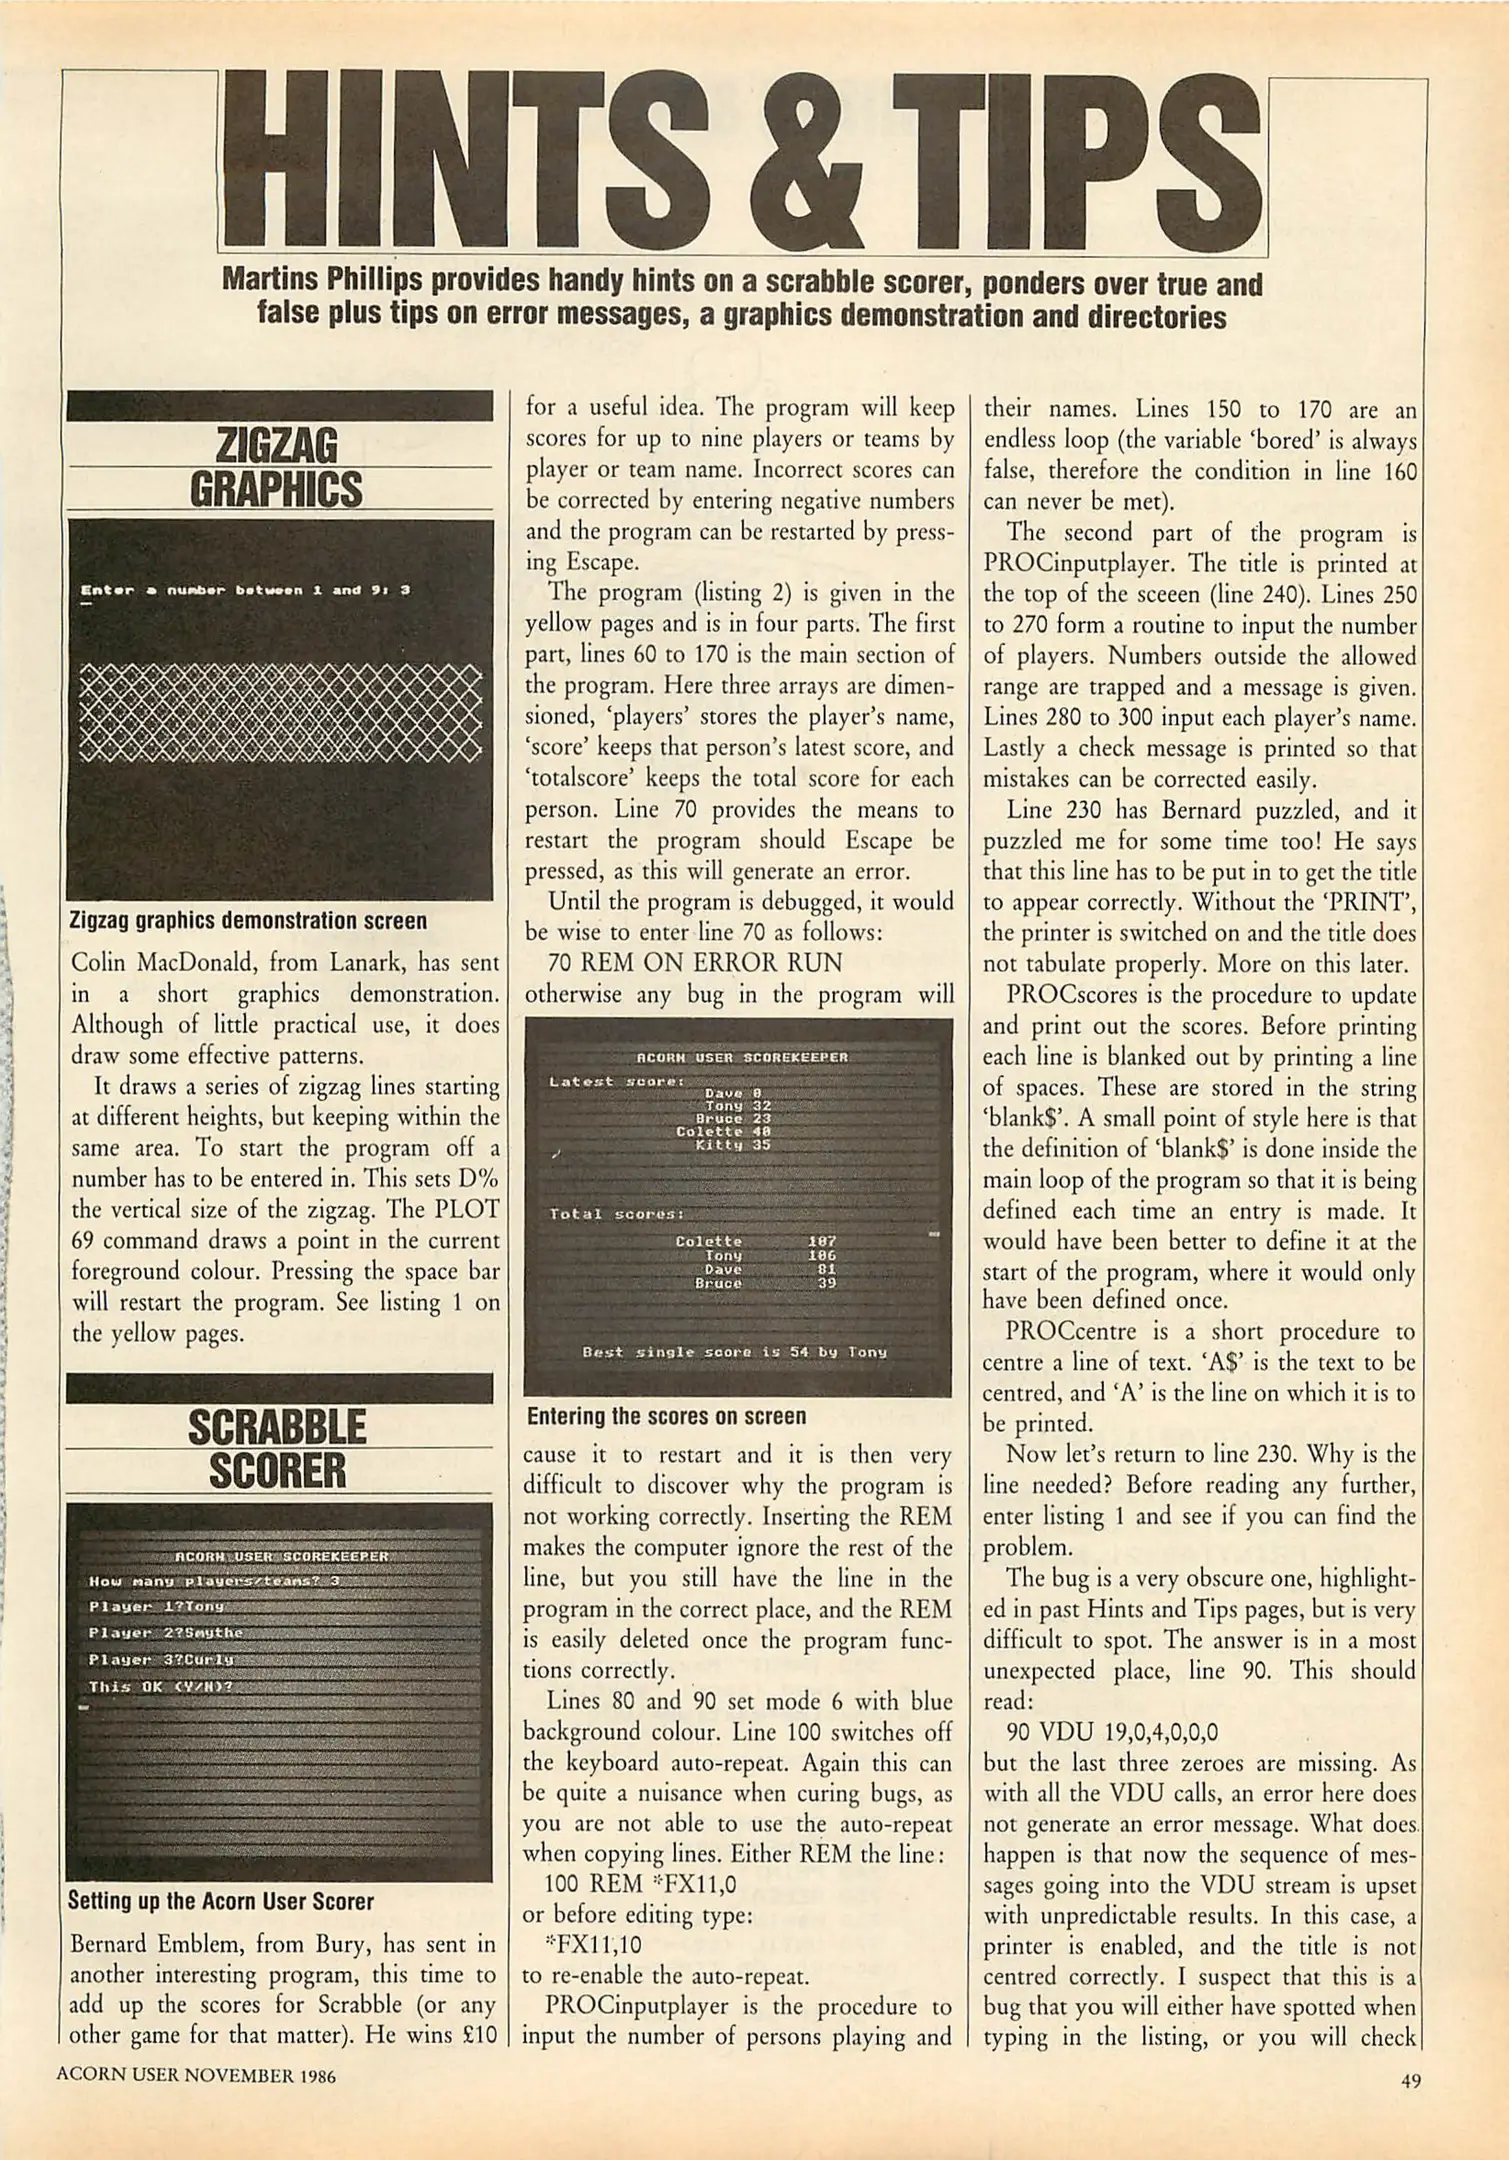 HINTS & TIPS
Martins Phillips provides handy hints on a scrabble scorer, ponders over true and
false plus tips on error messages, a graphics demonstration and directories
ZIGZAG
GRAPHICS
Enter a number between 1 and 9: 3
Zigzag graphics demonstration screen
Colin MacDonald, from Lanark, has sent
in a short graphics demonstration.
Although of little practical use, it does
draw some effective patterns.
It draws a series of zigzag lines starting
at different heights, but keeping within the
same area. To start the program off a
number has to be entered in. This sets D%
the vertical size of the zigzag. The PLOT
69 command draws a point in the current
foreground colour. Pressing the space bar
will restart the program. See listing 1 on
the yellow pages.
SCRABBLE
SCORER
ACORN USER SCOREKEEPER
How many players/teams? 3
Player 1?Tony
Player 2?Smythe
Player 3?Curly
This OK (Y/N)?
Setting up the Acorn User Scorer
Bernard Emblem, from Bury, has sent in
another interesting program, this time to
add up the scores for Scrabble (or any
other game for that matter). He wins £10
for a useful idea. The program will keep
scores for up to nine players or teams by
player or team name. Incorrect scores can
be corrected by entering negative numbers
and the program can be restarted by press-
ing Escape.
The program (listing 2) is given in the
yellow pages and is in four parts. The first
part, lines 60 to 170 is the main section of
the program. Here three arrays are dimen-
sioned, ‘players’ stores the player’s name,
‘score’ keeps that person’s latest score, and
‘totalscore’ keeps the total score for each
person. Line 70 provides the means to
restart the program should Escape be
pressed, as this will generate an error.
Until the program is debugged, it would
be wise to enter line 70 as follows:
70 REM ON ERROR RUN
otherwise any bug in the program will
ACORN USER SCOREKEEPER
Latest score:
Dave 0
Tony 32
Bruce 23
Colette 40
Kitty 35
Total scores:
Colette 107
Tony 106
Dave 81
Bruce 39
Best single score is 54 by Tony
Entering the scores on screen
cause it to restart and it is then very
difficult to discover why the program is
not working correctly. Inserting the REM
makes the computer ignore the rest of the
line, but you still have the line in the
program in the correct place, and the REM
is easily deleted once the program func-
tions correctly.
Lines 80 and 90 set mode 6 with blue
background colour. Line 100 switches off
the keyboard auto-repeat. Again this can
be quite a nuisance when curing bugs, as
you are not able to use the auto-repeat
when copying lines. Either REM the line:
100 REM *FX11,0
or before editing type:
*FX11,10
to re-enable the auto-repeat.
PROCinputplayer is the procedure to
input the number of persons playing and
their names. Lines 150 to 170 are an
endless loop (the variable ‘bored’ is always
false, therefore the condition in line 160
can never be met).
The second part of the program is
PROCinputplayer. The title is printed at
the top of the sceeen (line 240). Lines 250
to 270 form a routine to input the number
of players. Numbers outside the allowed
range are trapped and a message is given.
Lines 280 to 300 input each player’s name.
Lastly a check message is printed so that
mistakes can be corrected easily.
Line 230 has Bernard puzzled, and it
puzzled me for some time too! He says
that this line has to be put in to get the title
to appear correctly. Without the ‘PRINT’,
the printer is switched on and the title does
not tabulate properly. More on this later.
PROCscores is the procedure to update
and print out the scores. Before printing
each line is blanked out by printing a line
of spaces. These are stored in the string
‘blank$’. A small point of style here is that
the definition of ‘blank$’ is done inside the
main loop of the program so that it is being
defined each time an entry is made. It
would have been better to define it at the
start of the program, where it would only
have been defined once.
PROCcentre is a short procedure to
centre a line of text. ‘A$’ is the text to be
centred, and ‘A’ is the line on which it is to
be printed.
Now let’s return to line 230. Why is the
line needed? Before reading any further,
enter listing 1 and see if you can find the
problem.
The bug is a very obscure one, highlight-
ed in past Hints and Tips pages, but is very
difficult to spot. The answer is in a most
unexpected place, line 90. This should
read:
90 VDU 19,0,4,0,0,0
but the last three zeroes are missing. As
with all the VDU calls, an error here does
not generate an error message. What does
happen is that now the sequence of mes-
sages going into the VDU stream is upset
with unpredictable results. In this case, a
printer is enabled, and the title is not
centred correctly. I suspect that this is a
bug that you will either have spotted when
typing in the listing, or you will check
ACORN USER NOVEMBER 1986
49